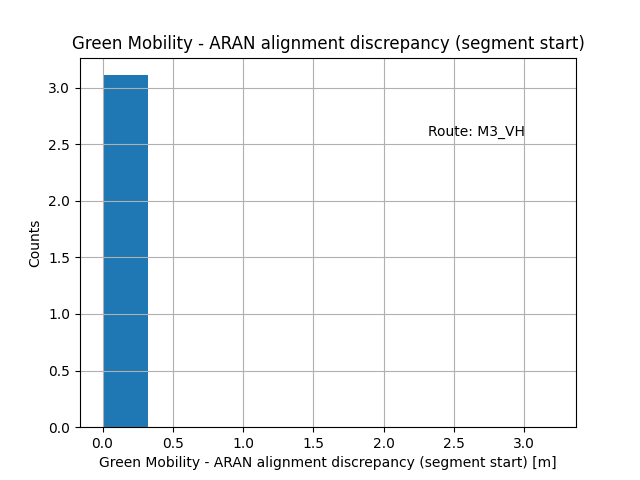 Green Mobility - ARAN alignment discrepancy (segment start)
3.0
Route: M3_VH
2.5
2.0
1.5
1.0
0.5
0.0
Counts
0.0 0.5 1.0 1.5 2.0 2.5 3.0
Green Mobility - ARAN alignment discrepancy (segment start) [m]